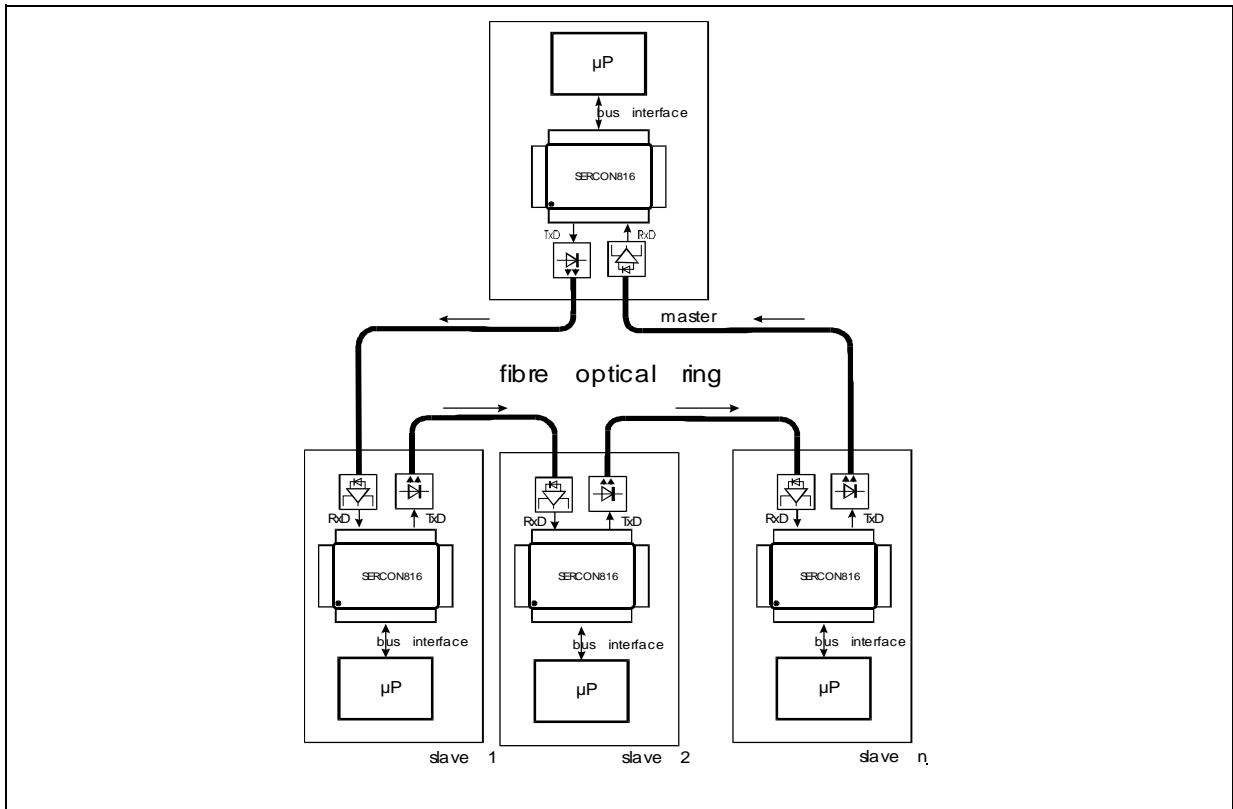 µP
bus interface
SERCON816
TxD RxD
master
fibre optical ring
RxD TxD RxD TxD RxD TxD
SERCON816 SERCON816 SERCON816
bus interface bus interface bus interface
µP µP µP
slave 1 slave 2 slave n.